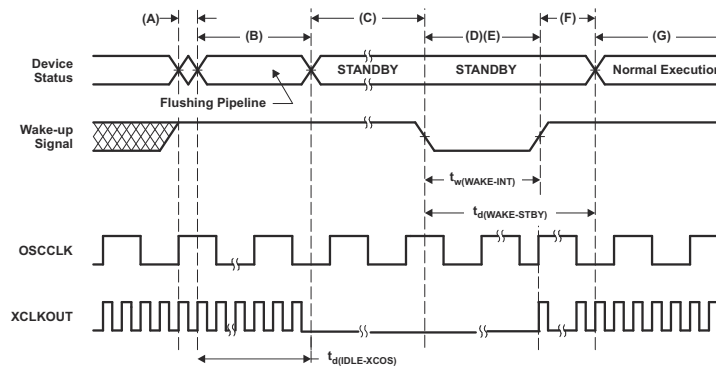 (A)
(B)
(C)
(D)(E)
(F)
(G)
Device
Status
STANDBY
STANDBY
Normal Execution
Flushing Pipeline
Wake-up
Signal
tw(WAKE-INT)
td(WAKE-STBY)
OSCCLK
XCLKOUT
td(IDLE-XCOS)